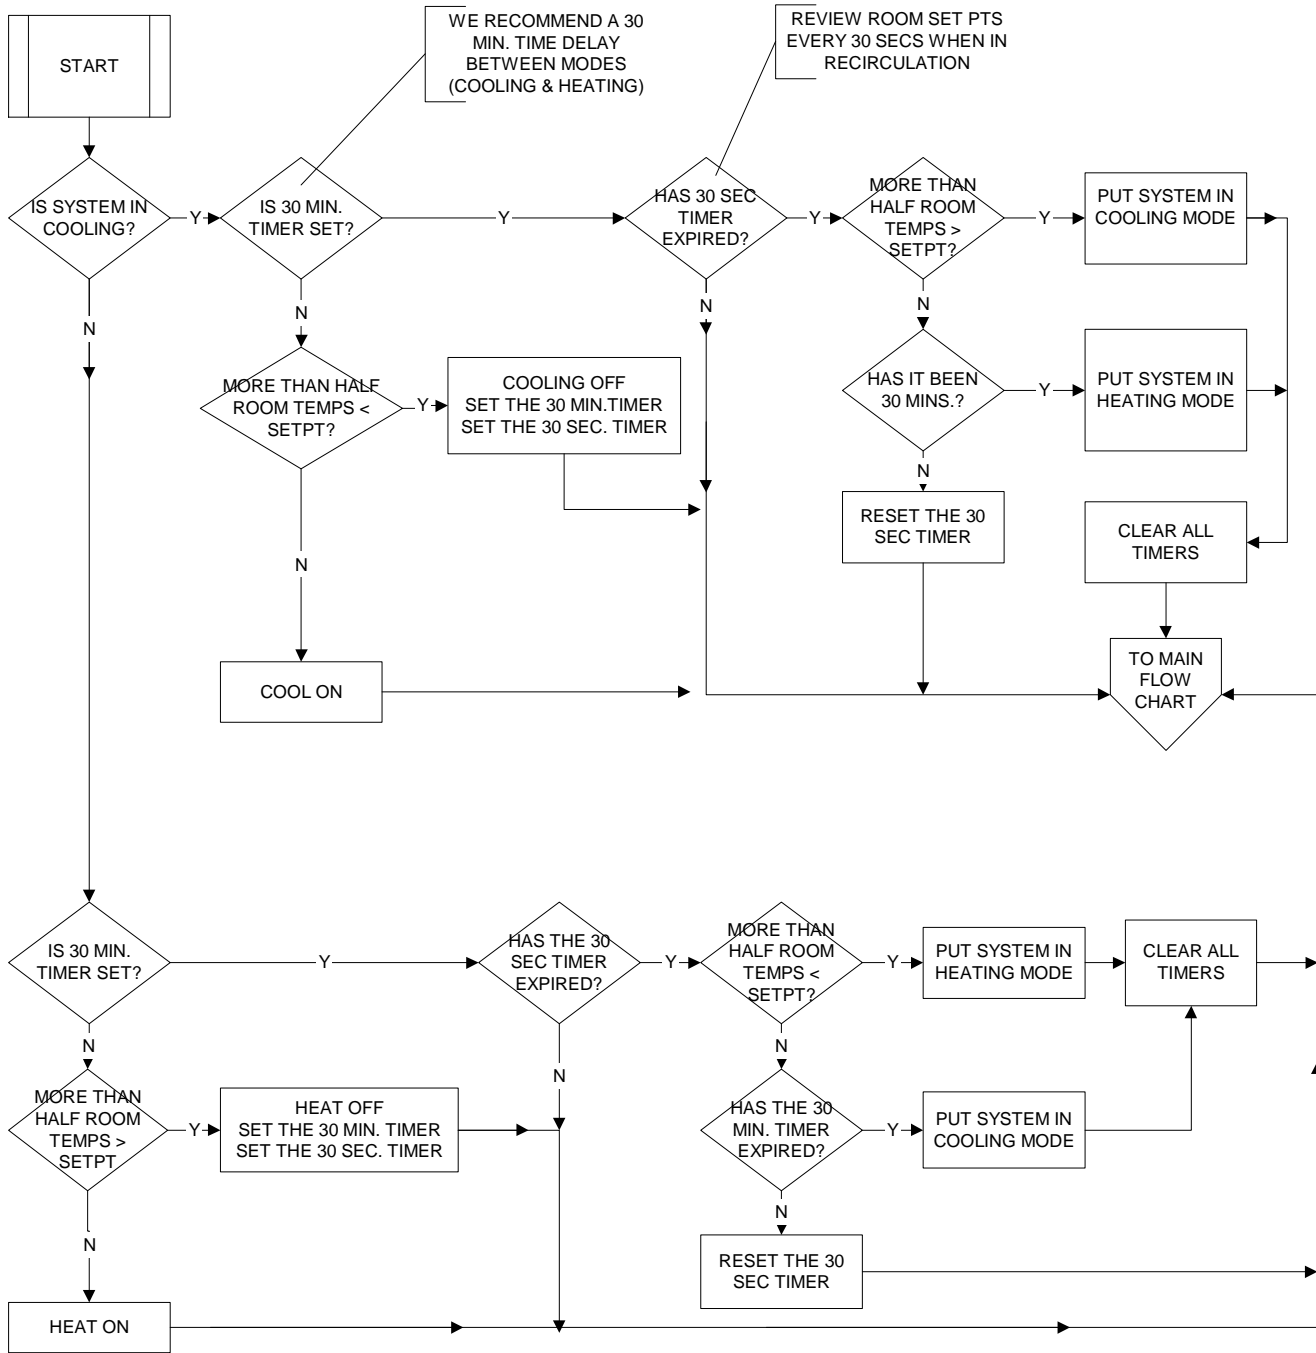 START
WE RECOMMEND A 30
MIN. TIME DELAY
BETWEEN MODES
(COOLING & HEATING)
REVIEW ROOM SET PTS
EVERY 30 SECS WHEN IN
RECIRCULATION
IS SYSTEM IN
COOLING?
Y
IS 30 MIN.
TIMER SET?
Y
HAS 30 SEC
TIMER
EXPIRED?
Y
MORE THAN
HALF ROOM
TEMPS >
SETPT?
Y
PUT SYSTEM IN
COOLING MODE
N
N
N
N
MORE THAN HALF
ROOM TEMPS <
SETPT?
Y
COOLING OFF
SET THE 30 MIN.TIMER
SET THE 30 SEC. TIMER
HAS IT BEEN
30 MINS.?
Y
PUT SYSTEM IN
HEATING MODE
N
RESET THE 30
SEC TIMER
CLEAR ALL
TIMERS
N
COOL ON
TO MAIN
FLOW
CHART
IS 30 MIN.
TIMER SET?
Y
HAS THE 30
SEC TIMER
EXPIRED?
Y
MORE THAN
HALF ROOM
TEMPS <
SETPT?
Y
PUT SYSTEM IN
HEATING MODE
CLEAR ALL
TIMERS
N
N
N
MORE THAN
HALF ROOM
TEMPS >
SETPT
Y
HEAT OFF
SET THE 30 MIN. TIMER
SET THE 30 SEC. TIMER
HAS THE 30
MIN. TIMER
EXPIRED?
Y
PUT SYSTEM IN
COOLING MODE
N
N
RESET THE 30
SEC TIMER
HEAT ON